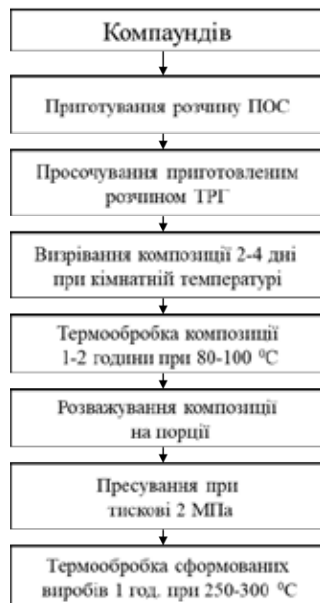 Компаундів
Приготування розчину ПОС
Просочування приготовленим
розчином ТРГ
Визрівання композиції 2-4 дні
при кімнатній температурі
Термообробка композиції
1-2 години при 80-100 ⁰С
Розважування композиції
на порції
Пресування при
тискові 2 МПа
Термообробка сформованих
виробів 1 год. при 250-300 ⁰С